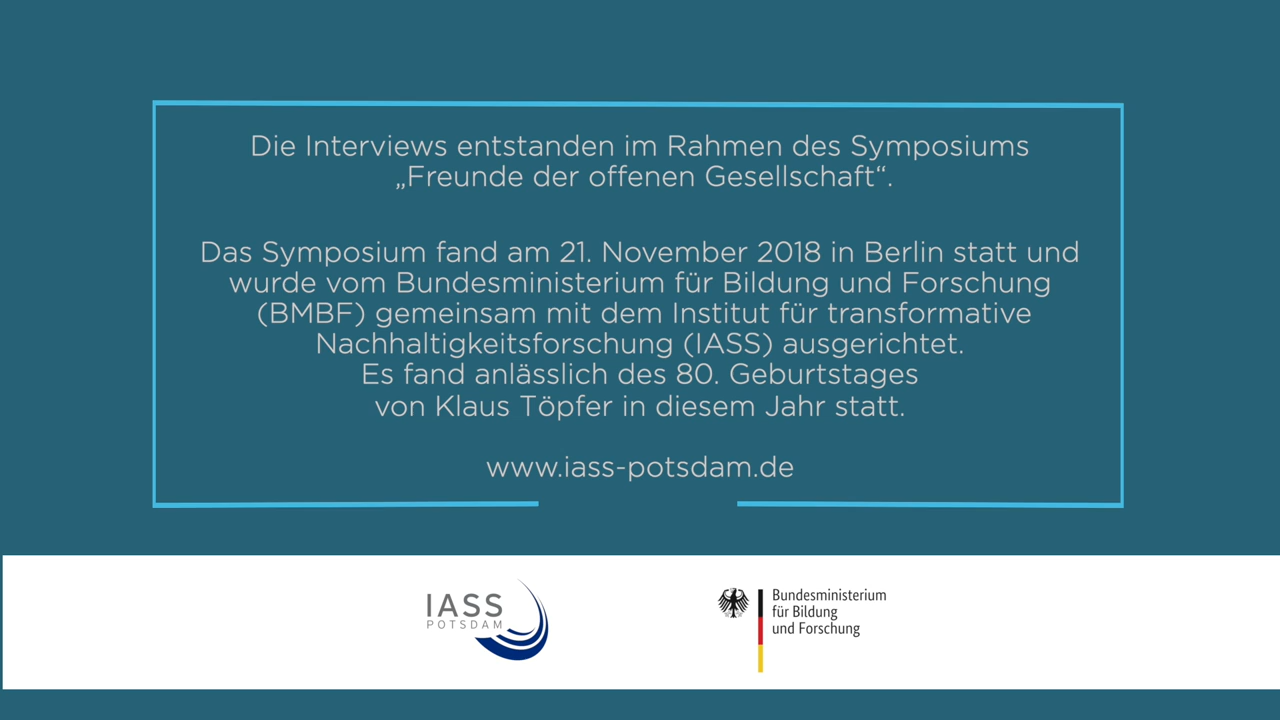 Die Interviews entstanden im Rahmen des Symposiums
„Freunde der offenen Gesellschaft“.
Das Symposium fand am 21. November 2018 in Berlin statt und
wurde vom Bundesministerium für Bildung und Forschung
(BMBF) gemeinsam mit dem Institut für transformative
Nachhaltigkeitsforschung (IASS) ausgerichtet.
Es fand anlässlich des 80. Geburtstages
von Klaus Töpfer in diesem Jahr statt.
www.iass-potsdam.de
IASS
POTSDAM
Bundesministerium
für Bildung
und Forschung